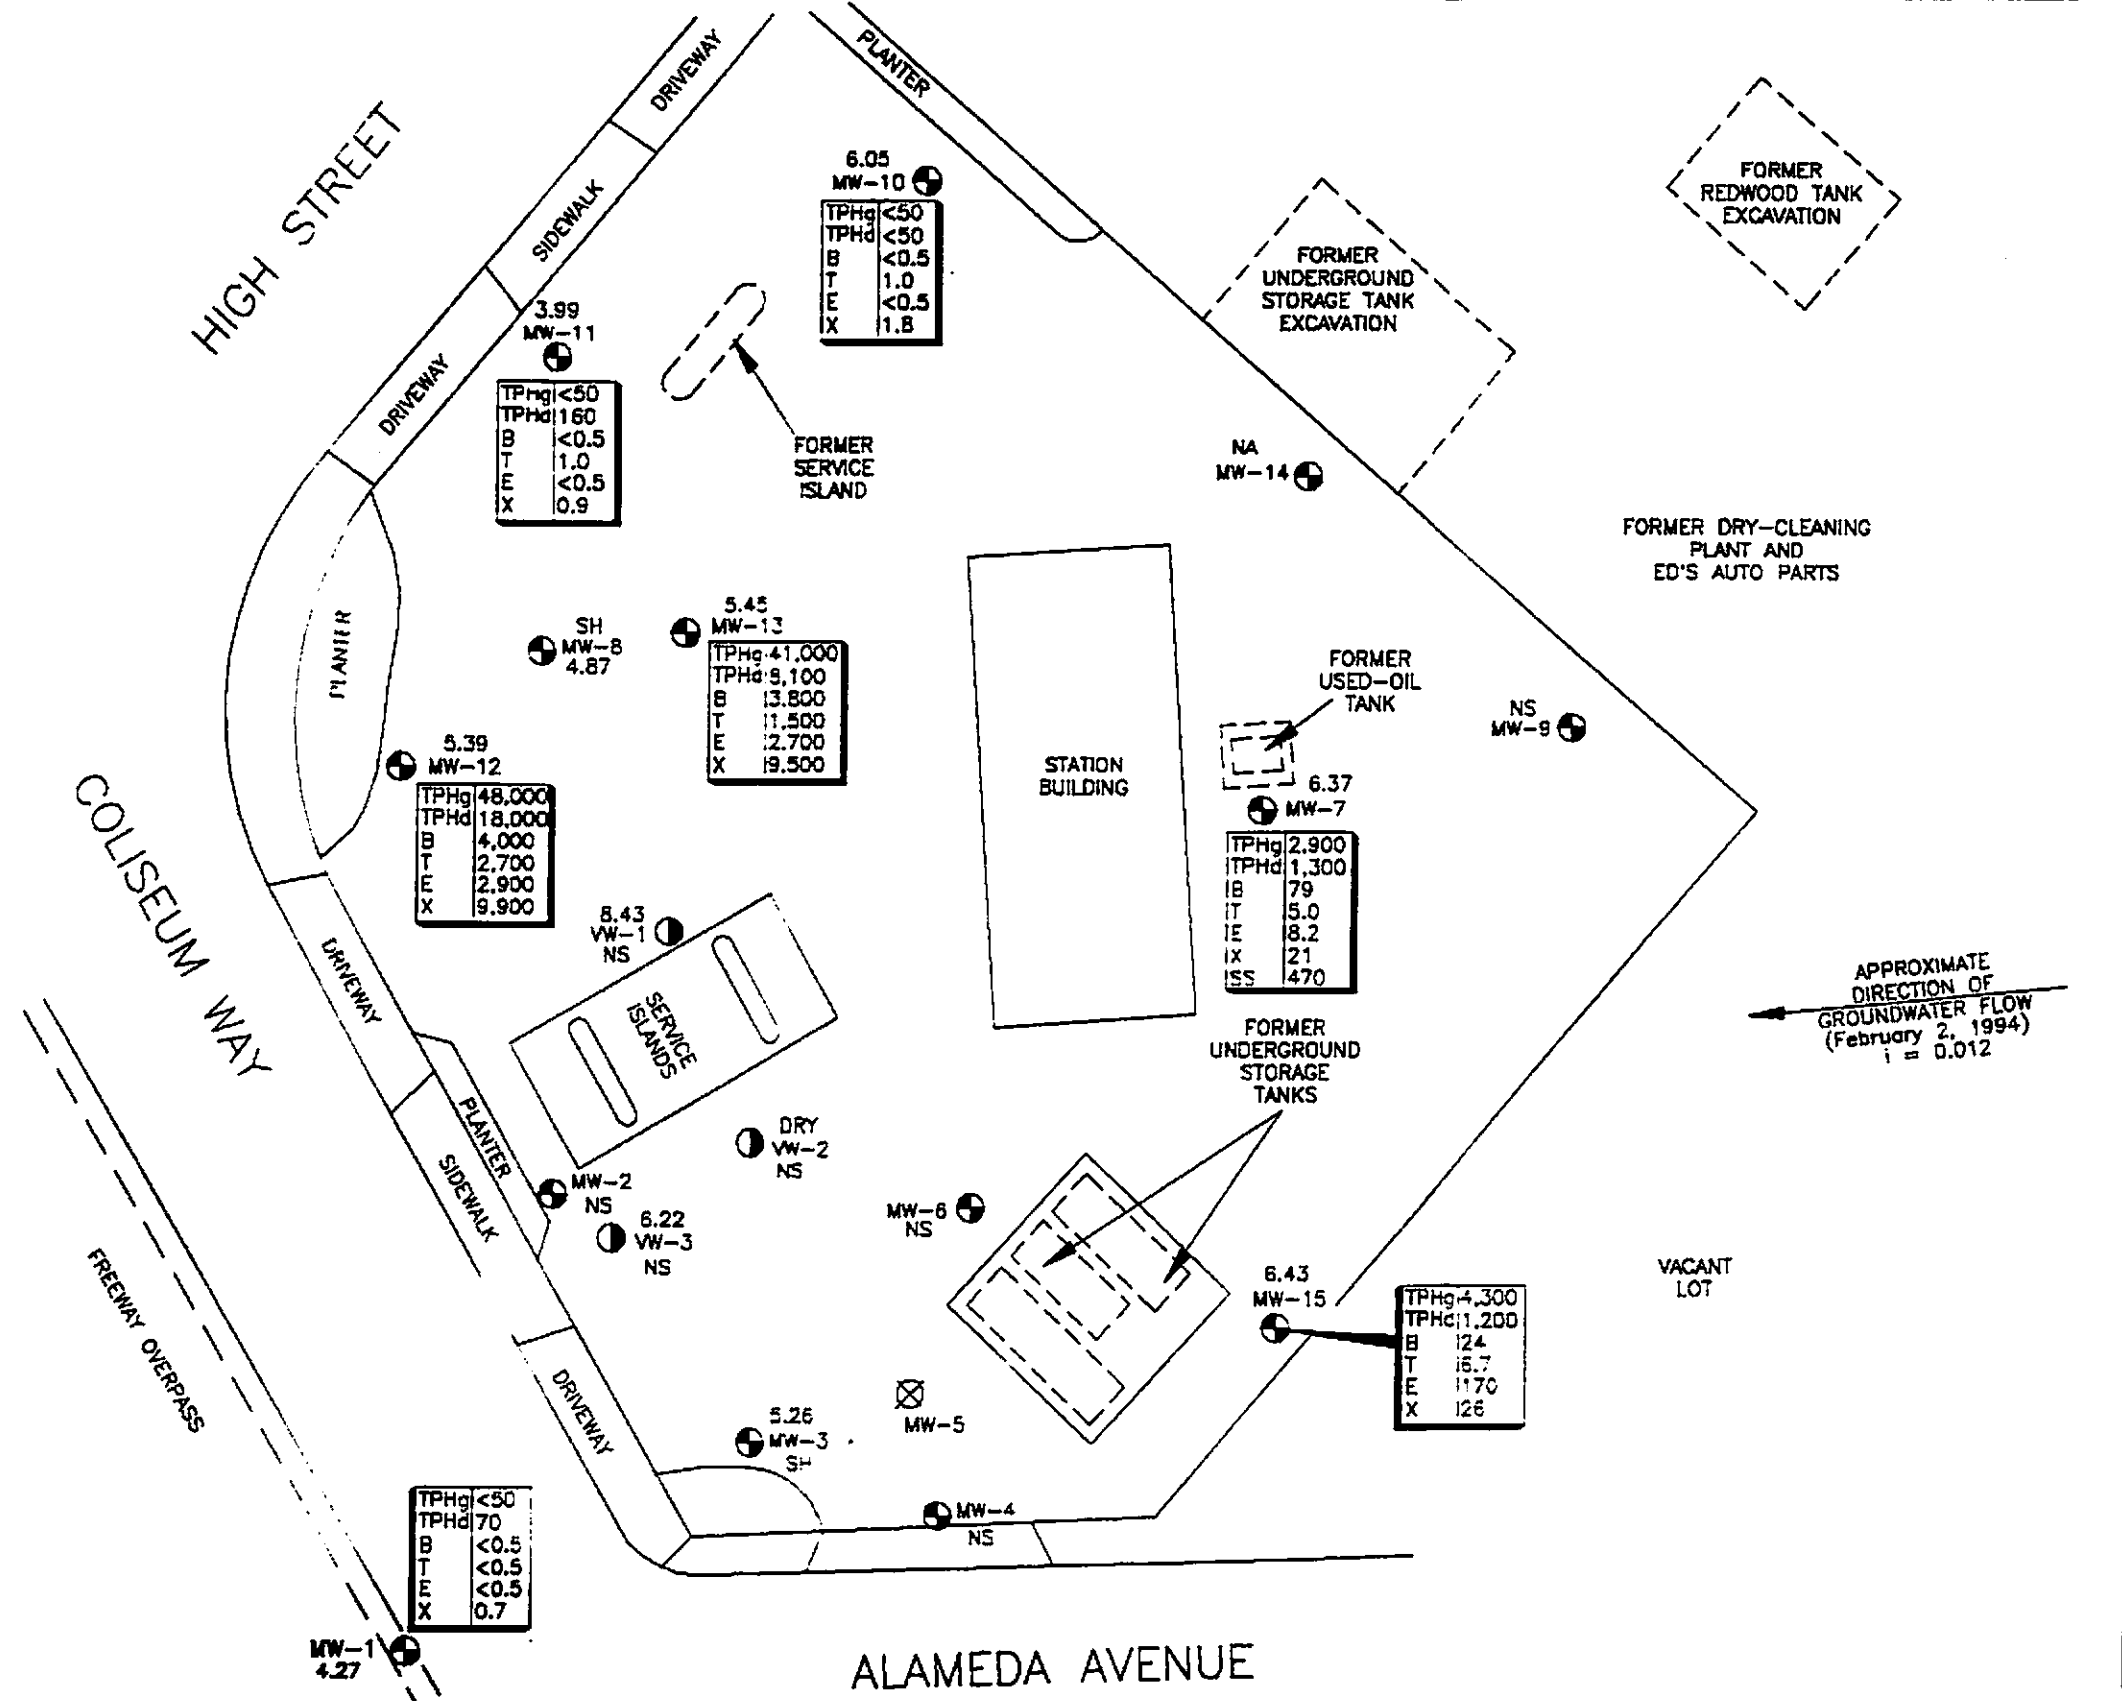 HIGH STREET
DRIVEWAY
SIDEWALK
DRIVEWAY
PLANTER
6.05
MW-10
TPHg <50
TPHd <50
B <0.5
T 1.0
E <0.5
X 1.8
FORMER
REDWOOD TANK
EXCAVATION
FORMER
UNDERGROUND
STORAGE TANK
EXCAVATION
3.99
MW-11
TPHg <50
TPHd 160
B <0.5
T 1.0
E <0.5
X 0.9
FORMER
SERVICE
ISLAND
NA
MW-14
FORMER DRY-CLEANING
PLANT AND
ED'S AUTO PARTS
PLANTER
SH
MW-8
4.87
5.45
MW-13
TPHg 41,000
TPHd
B 3.800
T 1.500
E 2.700
X 9.500
FORMER
USED-OIL
TANK
NS
MW-9
STATION
BUILDING
6.37
MW-7
TPHg 2,900
TPHd 1,300
B 79
T 5.0
E 8.2
X 21
SS 470
5.39
MW-12
TPHg 48,000
TPHd 18,000
B 4,000
T 2.700
E 2.900
X 9.900
COLISEUM WAY
DRIVEWAY
VW-1
NS
SERVICE
ISLANDS
APPROXIMATE
DIRECTION OF
GROUNDWATER FLOW
(February 2, 1994)
i = 0.012
FORMER
UNDERGROUND
STORAGE
TANKS
PLANTER
SIDEWALK
DRY
VW-2
NS
MW-2
NS
6.22
VW-3
NS
MW-6
NS
FREEWAY OVERPASS
DRIVEWAY
6.43
MW-15
TPHg 4,300
TPHd 1,200
B 24
T 6.7
E 170
X 26
VACANT
LOT
MW-5
5.26
MW-3
SH
MW-4
NS
TPHg <50
TPHd 70
B <0.5
T <0.5
E <0.5
X 0.7
MW-1
4.27
ALAMEDA AVENUE